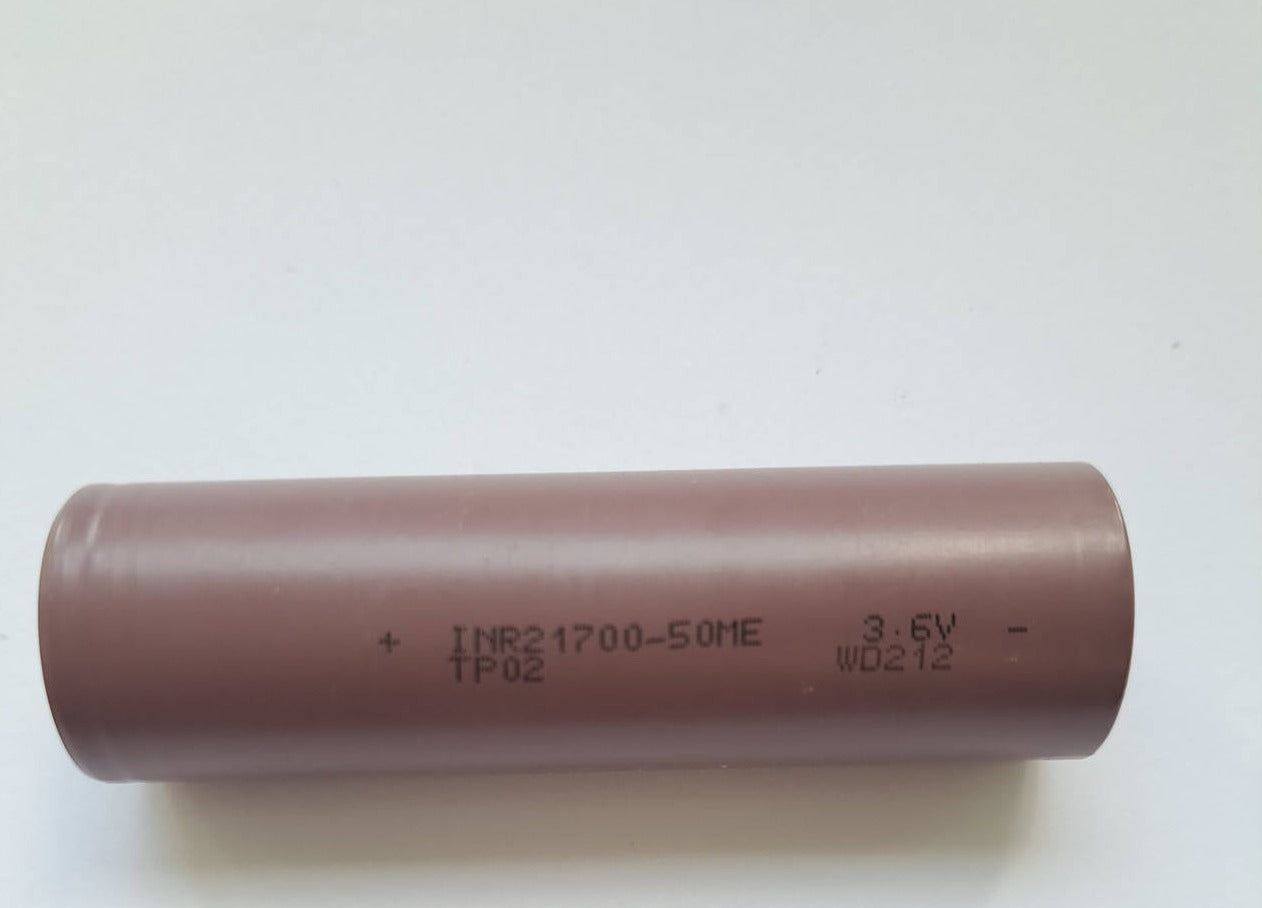 + INR21700-50ME 3.6V -
TP02 WD212